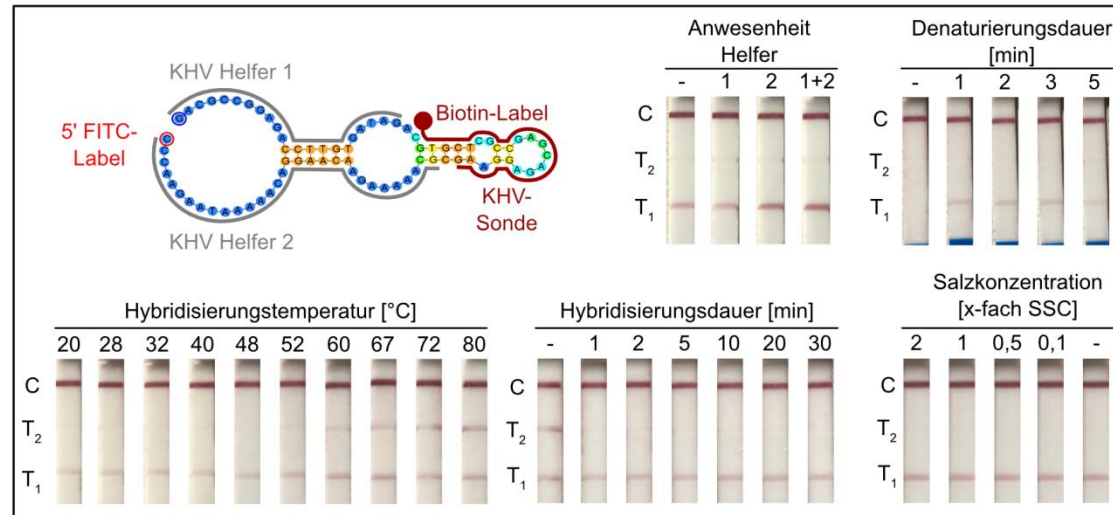 KHV Helfer 1
5' FITC-
Label
KHV Helfer 2
Biotin-Label
KHV-
Sonde
Anwesenheit
Helfer
- 1 2 1+2
C
T2
T1
Denaturierungsdauer
[min]
- 1 2 3 5
C
T2
T1
Hybridisierungstemperatur [°C]
20 28 32 40 48 52 60 67 72 80
C
T2
T1
Hybridisierungsdauer [min]
- 1 2 5 10 20 30
C
T2
T1
Salzkonzentration
[x-fach SSC]
2 1 0,5 0,1 -
C
T2
T1